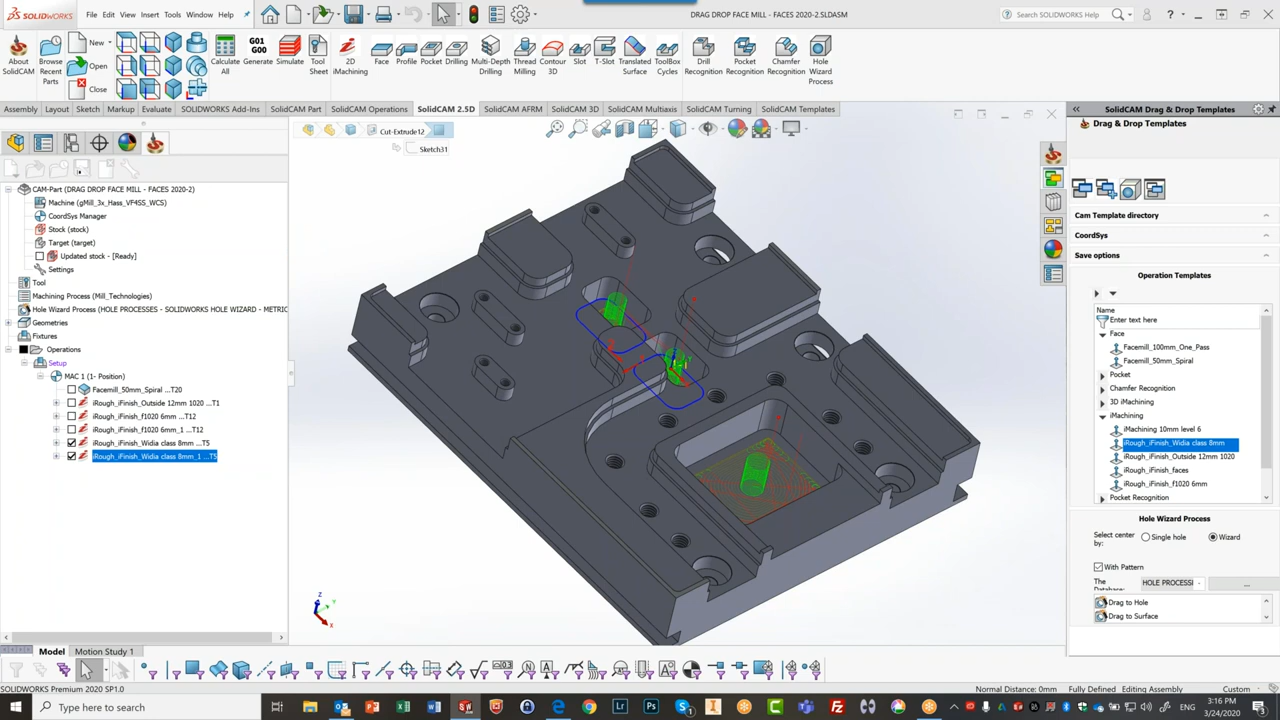 SOLIDWORKS
File Edit View Insert Tools Window Help
DRAG DROP FACE MILL - FACES 2020-2.SLDASM
Search SOLIDWORKS Help
About SolidCAM
Browse Recent Parts
New
Open
Close
Calculate All
G01 G00
Generate
Simulate
Tool Sheet
2D iMachining
Face
Profile
Pocket
Drilling
Multi-Depth Drilling
Thread Milling
Contour 3D
Slot
T-Slot
Translated Surface
ToolBox Cycles
Drill Recognition
Pocket Recognition
Chamfer Recognition
Hole Wizard Process
Assembly Layout Sketch Markup Evaluate SOLIDWORKS Add-Ins SolidCAM Part SolidCAM Operations SolidCAM 2.5D SolidCAM AFRM SolidCAM 3D SolidCAM Multiaxis SolidCAM Turning SolidCAM Templates
SolidCAM Drag & Drop Templates
Drag & Drop Templates
Cut-Extrude12
Sketch31
CAM-Part (DRAG DROP FACE MILL - FACES 2020-2)
Machine (gMill_3x_Hass_VF4SS_WCS)
CoordSys Manager
Stock (stock)
Target (target)
Updated stock - [Ready]
Settings
Tool
Machining Process (Mill_Technologies)
Hole Wizard Process (HOLE PROCESSES - SOLIDWORKS HOLE WIZARD - METRIC
Geometries
Fixtures
Operations
Setup
MAC 1 (1- Position)
Facemill_50mm_Spiral ...T20
iRough_iFinish_Outside 12mm 1020 ...T1
iRough_iFinish_f1020 6mm ...T12
iRough_iFinish_f1020 6mm_1 ...T12
iRough_iFinish_Widia class 8mm ...T5
iRough_iFinish_Widia class 8mm_1 ...T5
Cam Template directory
CoordSys
Save options
Operation Templates
Name
Enter text here
Face
Facemill_100mm_One_Pass
Facemill_50mm_Spiral
Pocket
Chamfer Recognition
3D iMachining
iMachining
iMachining 10mm level 6
iRough_iFinish_Widia class 8mm
iRough_iFinish_Outside 12mm 1020
iRough_iFinish_faces
iRough_iFinish_f1020 6mm
Pocket Recognition
Hole Wizard Process
Select center by: Single hole Wizard
With Pattern
The Database: HOLE PROCESSI ...
Drag to Hole
Drag to Surface
Z
Y
X
Model Motion Study 1
SOLIDWORKS Premium 2020 SP1.0
Normal Distance: 0mm Fully Defined Editing Assembly Custom
Type here to search
3:16 PM
3/24/2020